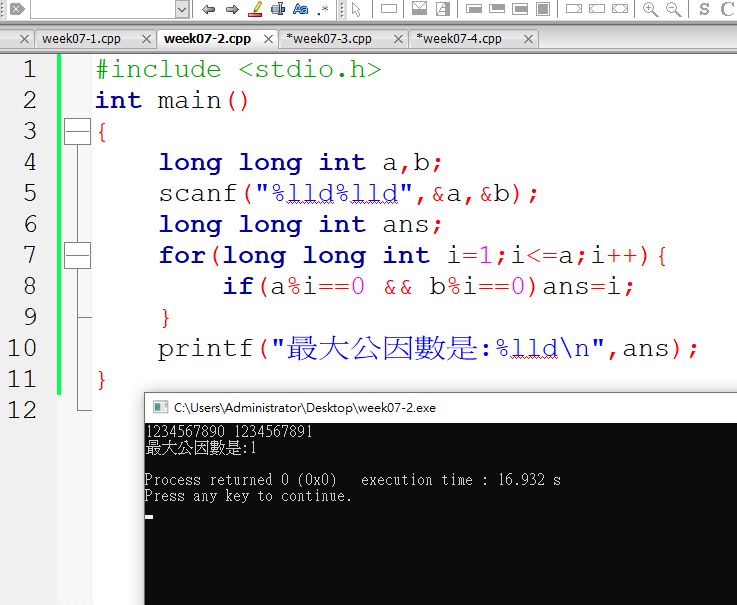 week07-1.cpp week07-2.cpp *week07-3.cpp *week07-4.cpp
1 #include <stdio.h>
2 int main()
3 {
4 long long int a,b;
5 scanf("%lld%lld",&a,&b);
6 long long int ans;
7 for(long long int i=1;i<=a;i++){
8 if(a%i==0 && b%i==0)ans=i;
9 }
10 printf("最大公因數是:%lld\n",ans);
11 }
12
C:\Users\Administrator\Desktop\week07-2.exe
1234567890 1234567891
最大公因數是:1
Process returned 0 (0x0) execution time : 16.932 s
Press any key to continue.